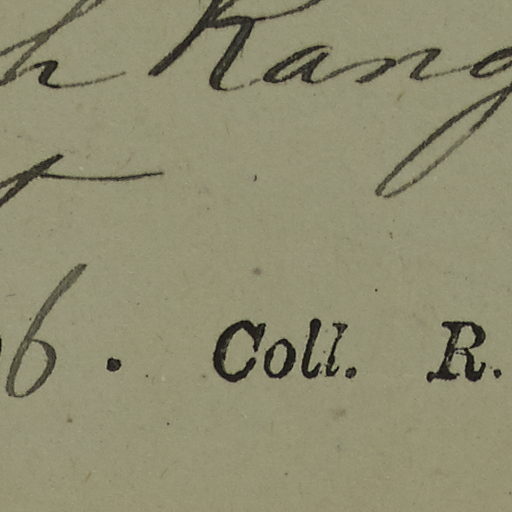 h Rang
t
6. Coll. R.